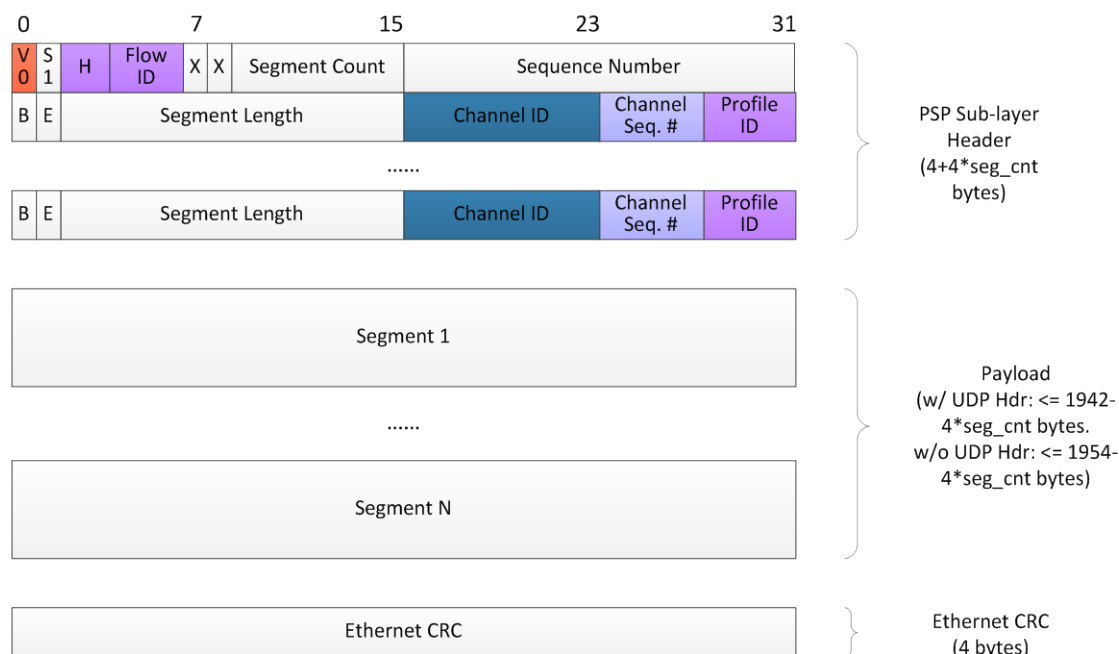 0 7 15 23 31
V 0
S 1
H
Flow ID
X X
Segment Count
Sequence Number
B E Segment Length Channel ID
Channel Seq. #
Profile ID
PSP Sub-layer
Header
(4+4*seg_cnt
bytes)
......
B E Segment Length Channel ID
Channel Seq. #
Profile ID
Segment 1
......
Segment N
Payload
(w/ UDP Hdr: <= 1942-
4*seg_cnt bytes.
w/o UDP Hdr: <= 1954-
4*seg_cnt bytes)
Ethernet CRC
Ethernet CRC
(4 bytes)